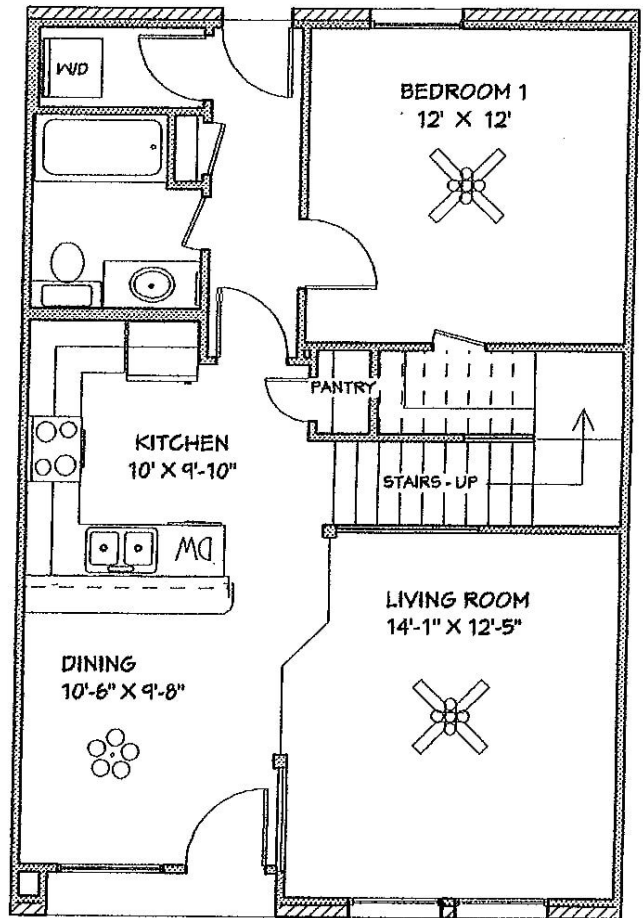 W/D
BEDROOM 1
12' X 12'
PANTRY
KITCHEN
10' X 9'-10"
STAIRS - UP
DW
LIVING ROOM
14'-1" X 12'-5"
DINING
10'-6" X 9'-8"